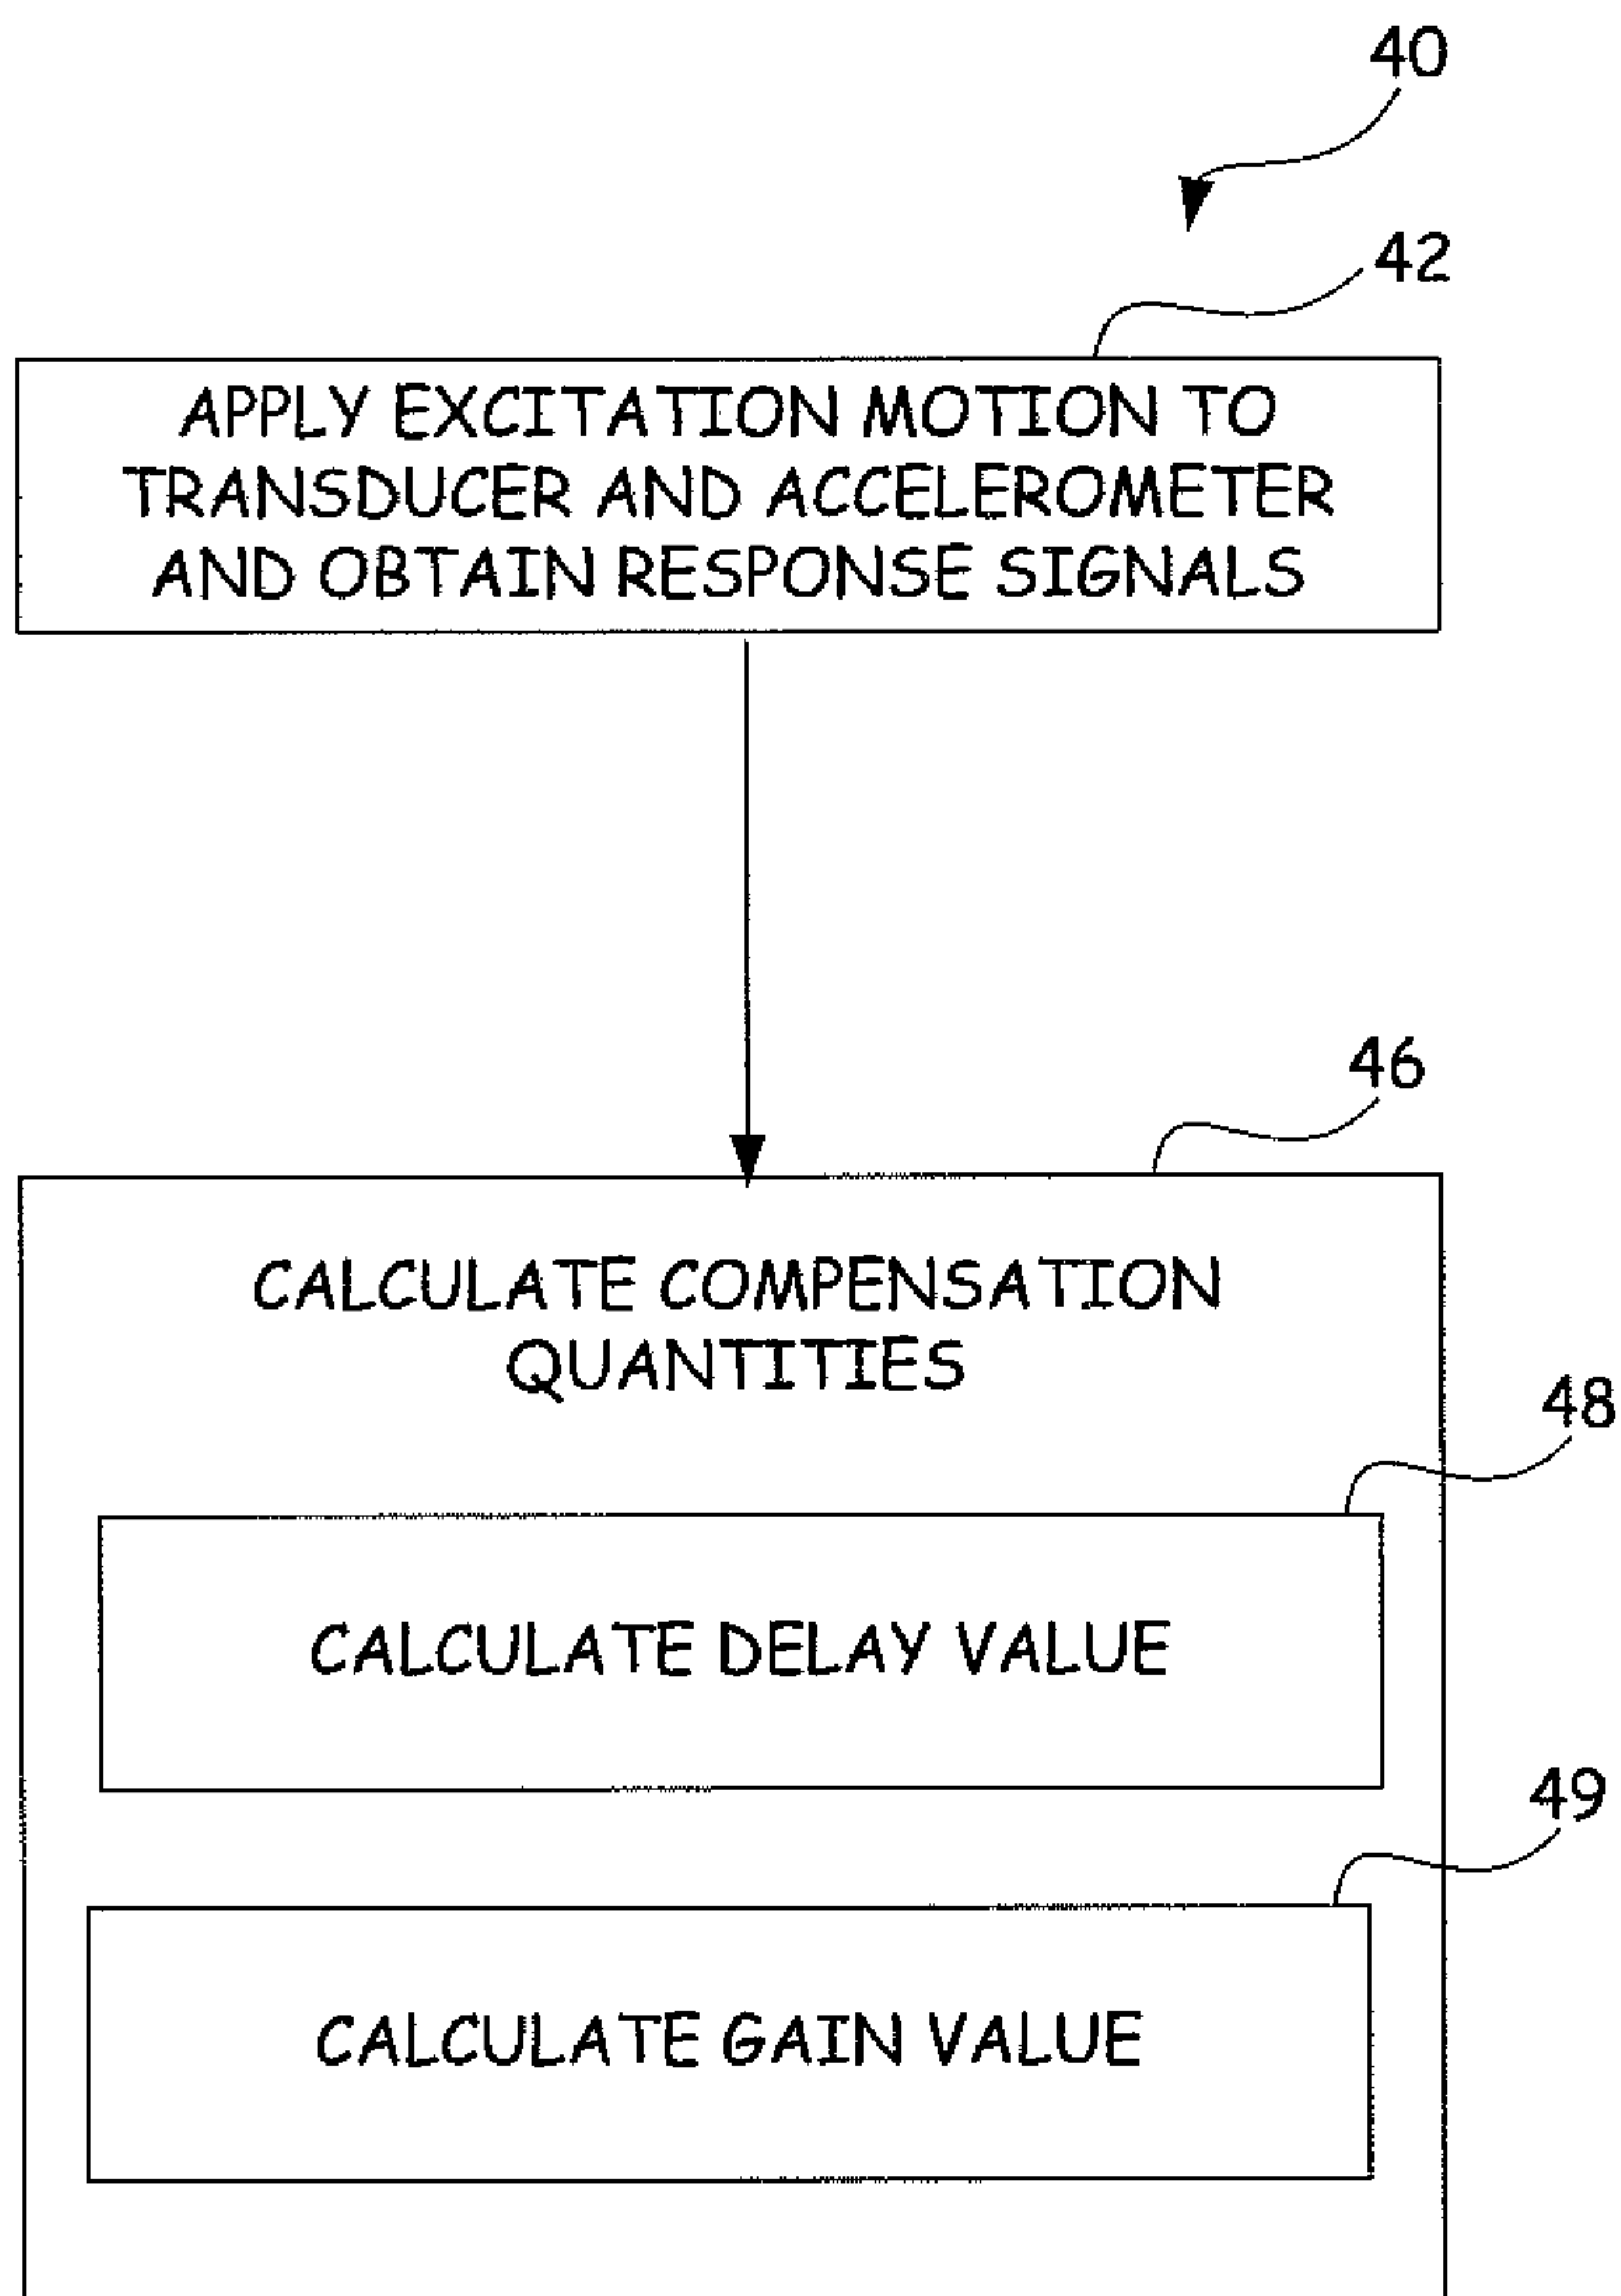 40
42
APPLY EXCITATION MOTION TO
TRANSDUCER AND ACCELEROMETER
AND OBTAIN RESPONSE SIGNALS
46
CALCULATE COMPENSATION
QUANTITIES
48
CALCULATE DELAY VALUE
49
CALCULATE GAIN VALUE